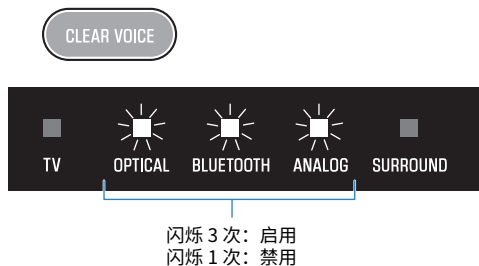 CLEAR VOICE
TV OPTICAL BLUETOOTH ANALOG SURROUND
闪烁 3 次：启用
闪烁 1 次：禁用